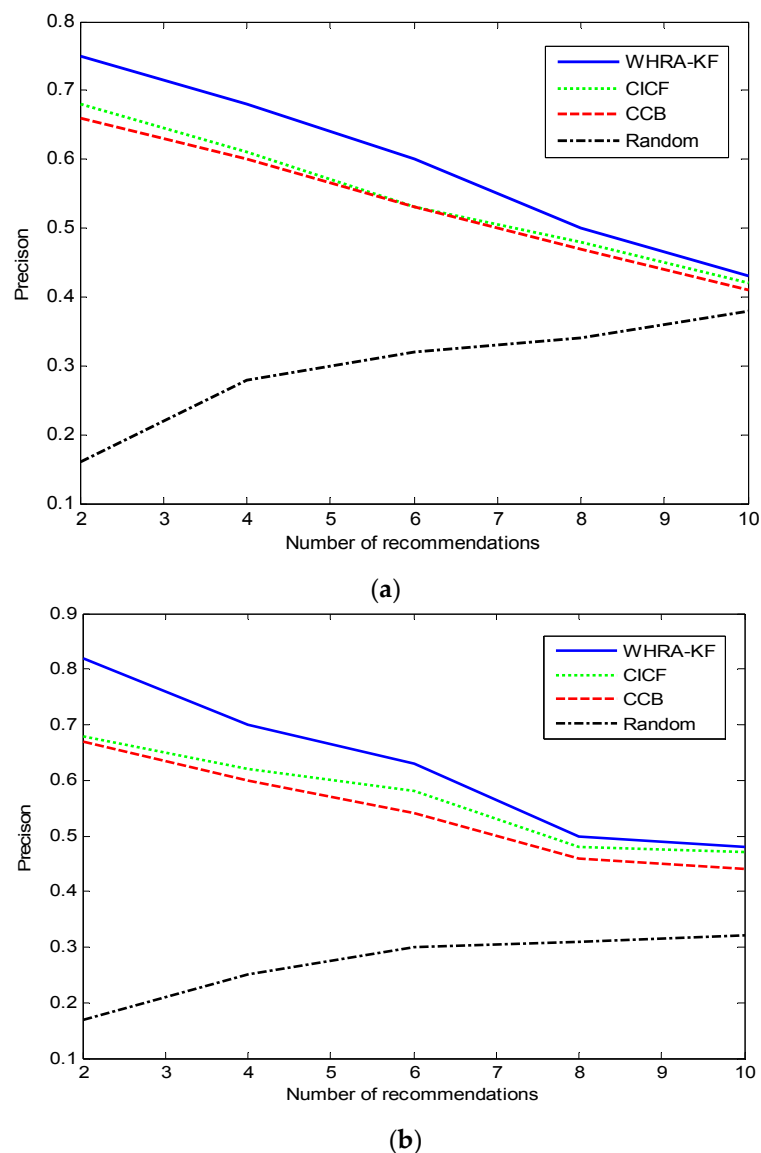 0.8
0.7
0.6
0.5
0.4
0.3
0.2
0.1
Precison
WHRA-KF
CICF
CCB
Random
2 3 4 5 6 7 8 9 10
Number of recommendations
(a)
0.9
0.8
0.7
0.6
0.5
0.4
0.3
0.2
0.1
Precison
WHRA-KF
CICF
CCB
Random
2 3 4 5 6 7 8 9 10
Number of recommendations
(b)